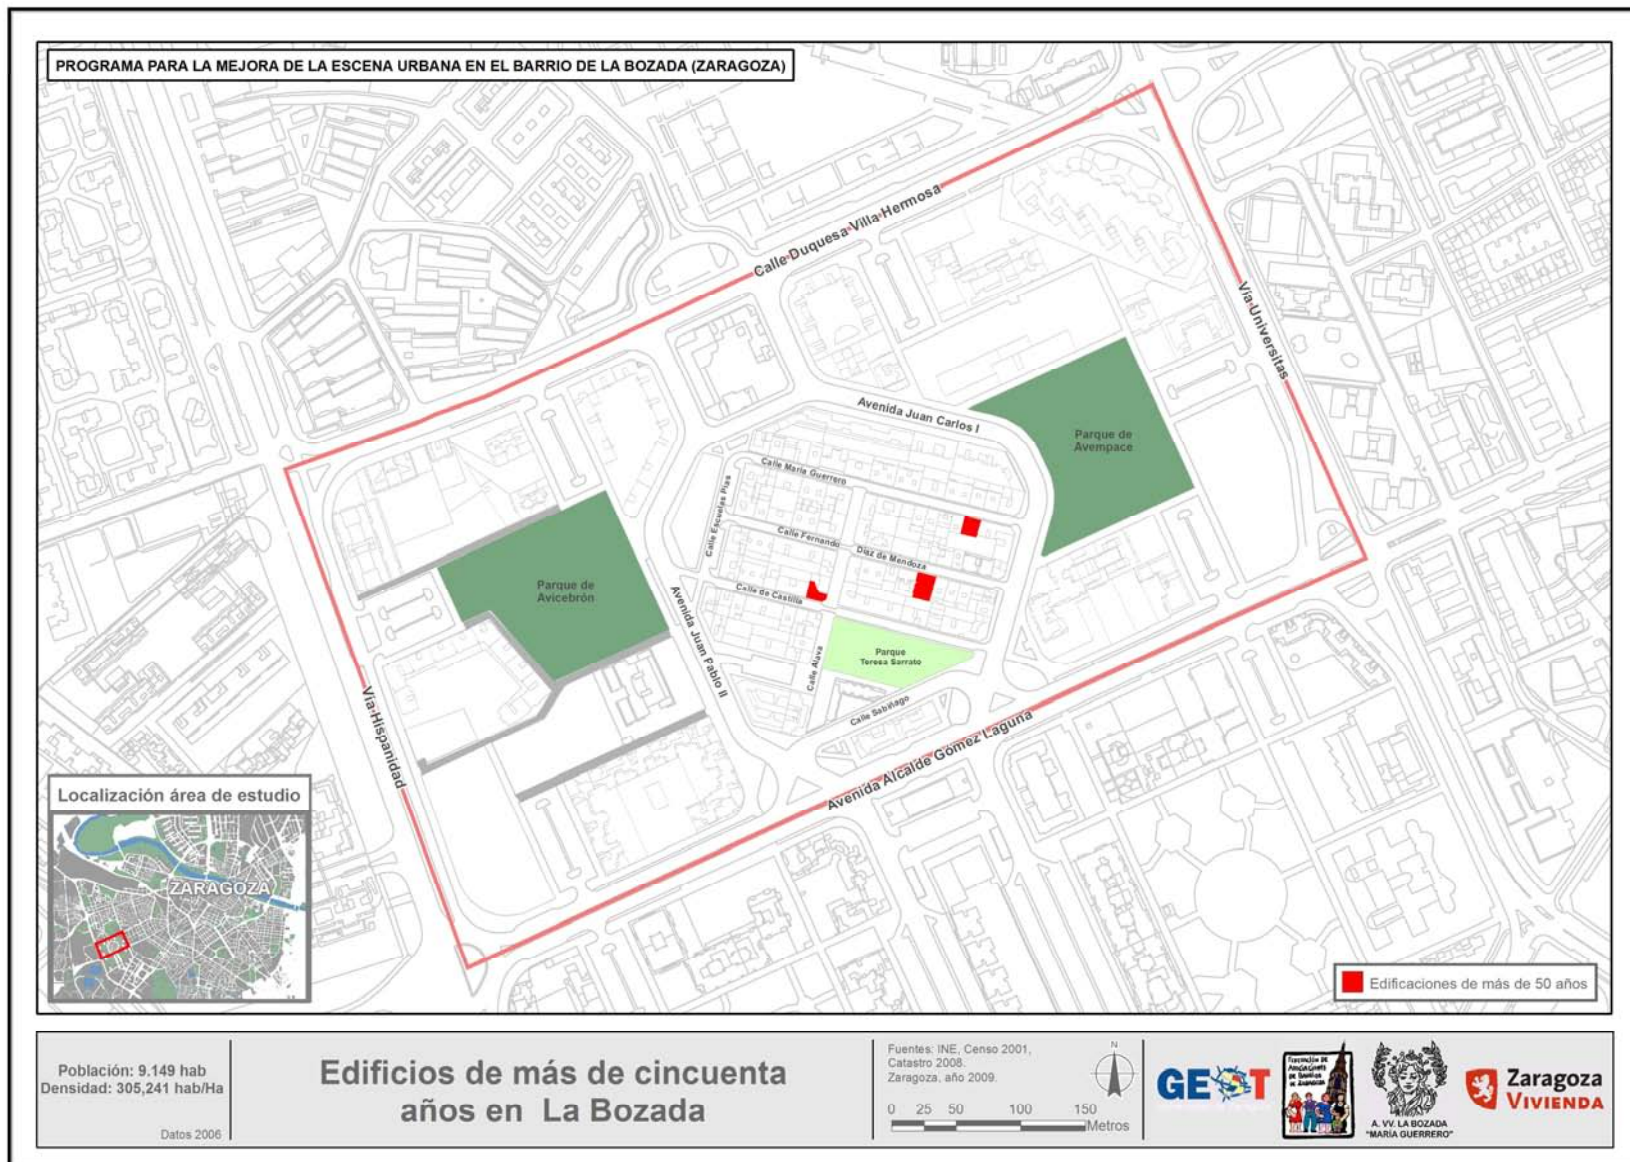 PROGRAMA PARA LA MEJORA DE LA ESCENA URBANA EN EL BARRIO DE LA BOZADA (ZARAGOZA)
Calle Duquesa Villa Hermosa
Vía Universitas
Avenida Juan Carlos I
Parque de
Avempace
Calle María Guerrero
Calle Escuelas Pias
Calle Fernando
Díaz de Mendoza
Parque de
Avicebrón
Calle de Castilla
Avenida Juan Pablo II
Parque
Teresa Sarrato
Calle Alava
Calle Sabiñago
Vía Hispanidad
Avenida Alcalde Gómez Laguna
Localización área de estudio
ZARAGOZA
Edificaciones de más de 50 años
Población: 9.149 hab
Densidad: 305,241 hab/Ha
Datos 2006
Edificios de más de cincuenta
años en La Bozada
Fuentes: INE, Censo 2001,
Catastro 2008.
Zaragoza, año 2009.
N
0 25 50 100 150
Metros
GEOT
A. VV. LA BOZADA
"MARÍA GUERRERO"
Zaragoza
VIVIENDA